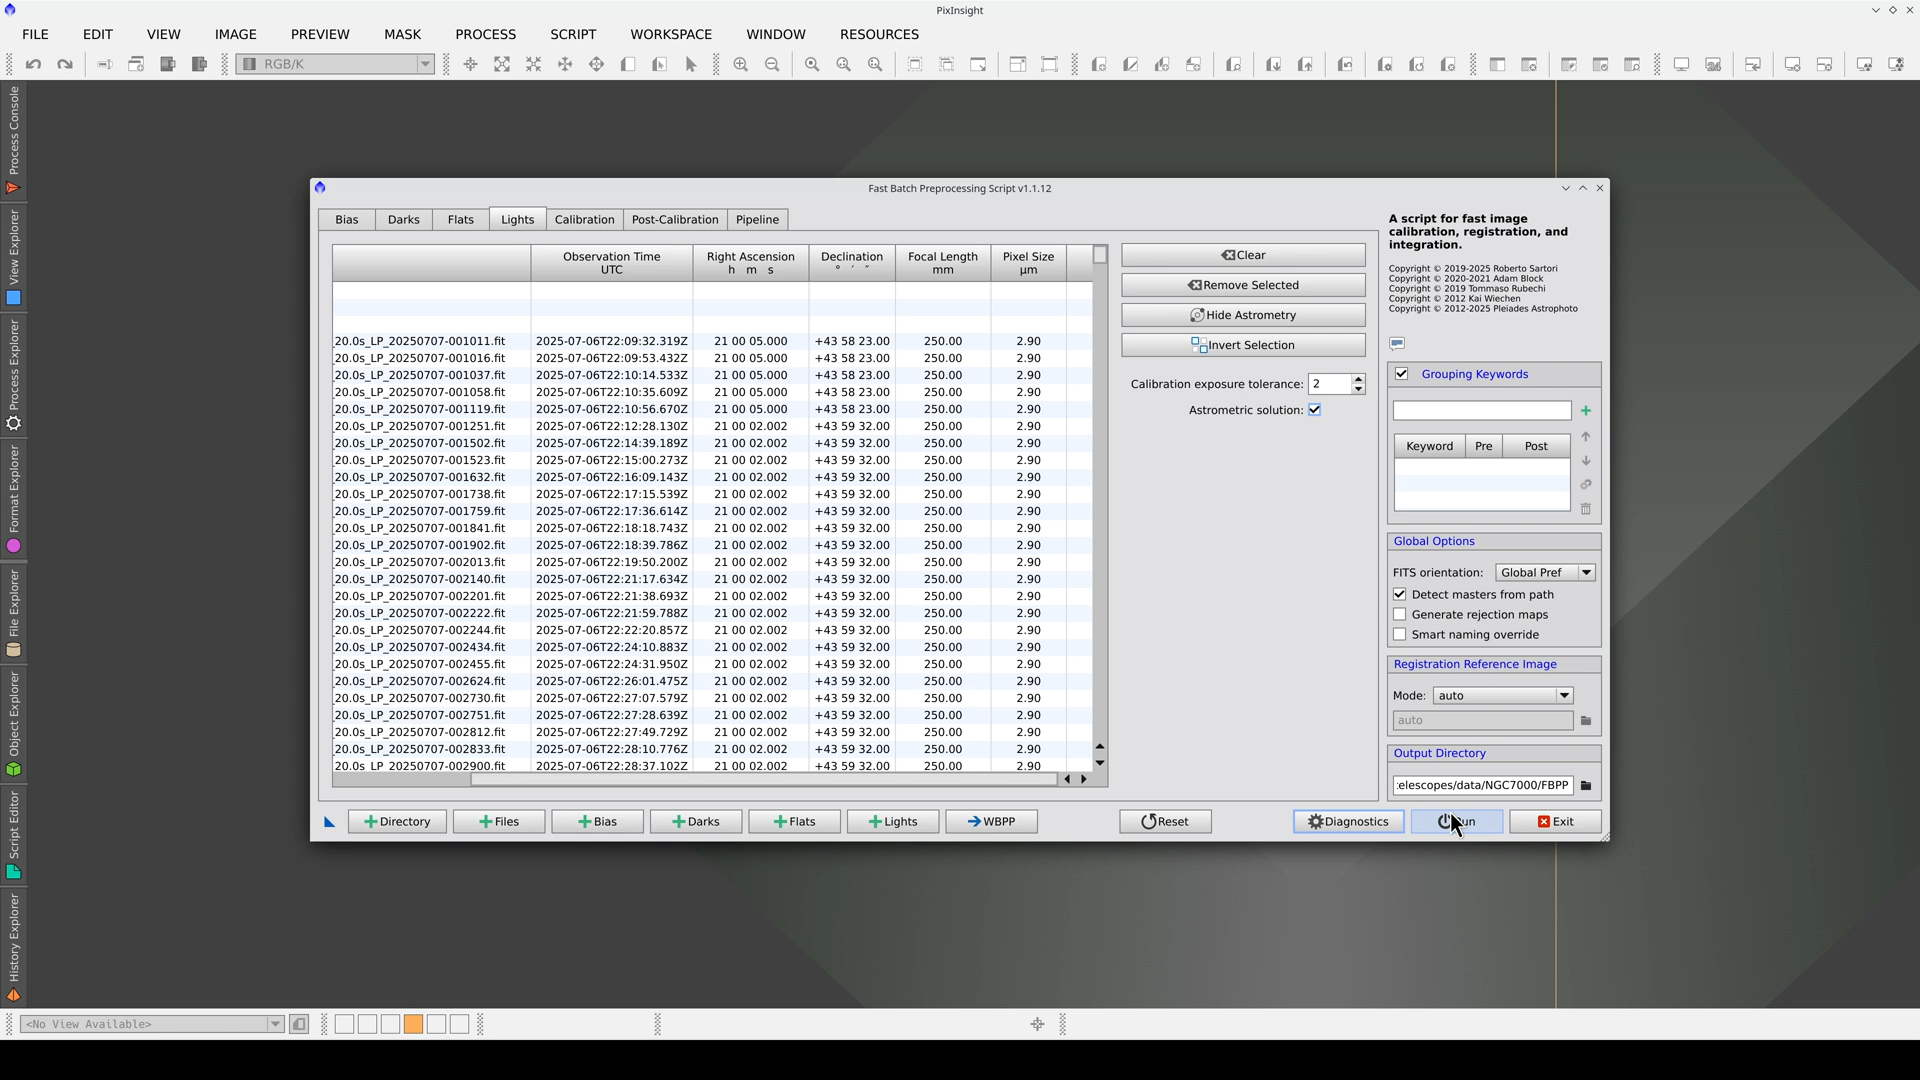 PixInsight
FILE EDIT VIEW IMAGE PREVIEW MASK PROCESS SCRIPT WORKSPACE WINDOW RESOURCES
RGB/K
Process Console
View Explorer
Process Explorer
Format Explorer
File Explorer
Object Explorer
Script Editor
History Explorer
Fast Batch Preprocessing Script v1.1.12
Bias Darks Flats Lights Calibration Post-Calibration Pipeline
Observation Time Right Ascension Declination Focal Length Pixel Size
UTC h m s ° ′ ″ mm µm
20.0s_LP_20250707-001011.fit 2025-07-06T22:09:32.319Z 21 00 05.000 +43 58 23.00 250.00 2.90
20.0s_LP_20250707-001016.fit 2025-07-06T22:09:53.432Z 21 00 05.000 +43 58 23.00 250.00 2.90
20.0s_LP_20250707-001037.fit 2025-07-06T22:10:14.533Z 21 00 05.000 +43 58 23.00 250.00 2.90
20.0s_LP_20250707-001058.fit 2025-07-06T22:10:35.609Z 21 00 05.000 +43 58 23.00 250.00 2.90
20.0s_LP_20250707-001119.fit 2025-07-06T22:10:56.670Z 21 00 05.000 +43 58 23.00 250.00 2.90
20.0s_LP_20250707-001251.fit 2025-07-06T22:12:28.130Z 21 00 02.002 +43 59 32.00 250.00 2.90
20.0s_LP_20250707-001502.fit 2025-07-06T22:14:39.189Z 21 00 02.002 +43 59 32.00 250.00 2.90
20.0s_LP_20250707-001523.fit 2025-07-06T22:15:00.273Z 21 00 02.002 +43 59 32.00 250.00 2.90
20.0s_LP_20250707-001632.fit 2025-07-06T22:16:09.143Z 21 00 02.002 +43 59 32.00 250.00 2.90
20.0s_LP_20250707-001738.fit 2025-07-06T22:17:15.539Z 21 00 02.002 +43 59 32.00 250.00 2.90
20.0s_LP_20250707-001759.fit 2025-07-06T22:17:36.614Z 21 00 02.002 +43 59 32.00 250.00 2.90
20.0s_LP_20250707-001841.fit 2025-07-06T22:18:18.743Z 21 00 02.002 +43 59 32.00 250.00 2.90
20.0s_LP_20250707-001902.fit 2025-07-06T22:18:39.786Z 21 00 02.002 +43 59 32.00 250.00 2.90
20.0s_LP_20250707-002013.fit 2025-07-06T22:19:50.200Z 21 00 02.002 +43 59 32.00 250.00 2.90
20.0s_LP_20250707-002140.fit 2025-07-06T22:21:17.634Z 21 00 02.002 +43 59 32.00 250.00 2.90
20.0s_LP_20250707-002201.fit 2025-07-06T22:21:38.693Z 21 00 02.002 +43 59 32.00 250.00 2.90
20.0s_LP_20250707-002222.fit 2025-07-06T22:21:59.788Z 21 00 02.002 +43 59 32.00 250.00 2.90
20.0s_LP_20250707-002244.fit 2025-07-06T22:22:20.857Z 21 00 02.002 +43 59 32.00 250.00 2.90
20.0s_LP_20250707-002434.fit 2025-07-06T22:24:10.883Z 21 00 02.002 +43 59 32.00 250.00 2.90
20.0s_LP_20250707-002455.fit 2025-07-06T22:24:31.950Z 21 00 02.002 +43 59 32.00 250.00 2.90
20.0s_LP_20250707-002624.fit 2025-07-06T22:26:01.475Z 21 00 02.002 +43 59 32.00 250.00 2.90
20.0s_LP_20250707-002730.fit 2025-07-06T22:27:07.579Z 21 00 02.002 +43 59 32.00 250.00 2.90
20.0s_LP_20250707-002751.fit 2025-07-06T22:27:28.639Z 21 00 02.002 +43 59 32.00 250.00 2.90
20.0s_LP_20250707-002812.fit 2025-07-06T22:27:49.729Z 21 00 02.002 +43 59 32.00 250.00 2.90
20.0s_LP_20250707-002833.fit 2025-07-06T22:28:10.776Z 21 00 02.002 +43 59 32.00 250.00 2.90
20.0s_LP_20250707-002900.fit 2025-07-06T22:28:37.102Z 21 00 02.002 +43 59 32.00 250.00 2.90
Clear
Remove Selected
Hide Astrometry
Invert Selection
Calibration exposure tolerance: 2
Astrometric solution:
A script for fast image
calibration, registration, and
integration.
Copyright © 2019-2025 Roberto Sartori
Copyright © 2020-2021 Adam Block
Copyright © 2019 Tommaso Rubechi
Copyright © 2012 Kai Wiechen
Copyright © 2012-2025 Pleiades Astrophoto
Grouping Keywords
Keyword Pre Post
Global Options
FITS orientation: Global Pref
Detect masters from path
Generate rejection maps
Smart naming override
Registration Reference Image
Mode: auto
auto
Output Directory
elescopes/data/NGC7000/FBPP
Directory Files Bias Darks Flats Lights WBPP Reset Diagnostics Exit
<No View Available>